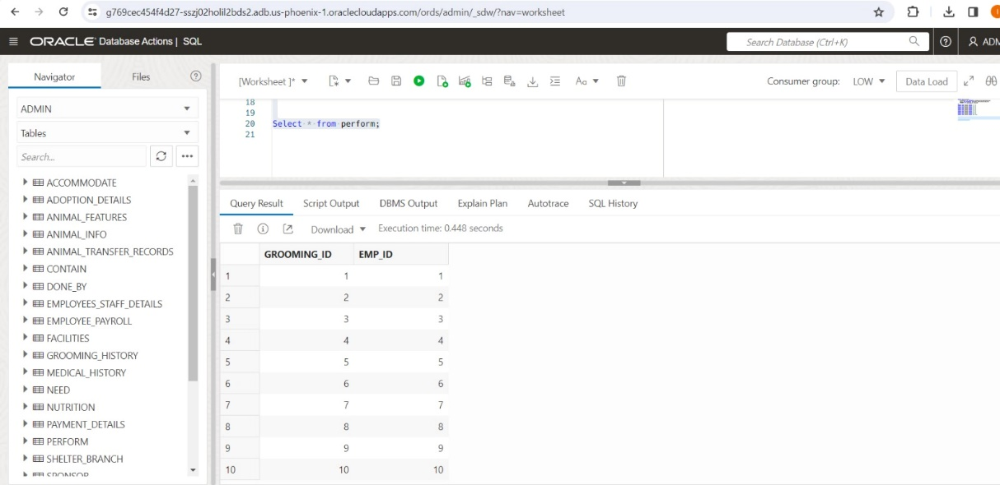 g769cec454f4d27-sszj02holil2bds2.adb.us-phoenix-1.oraclecloudapps.com/ords/admin/_sdw/?nav=worksheet
ORACLE Database Actions | SQL
Search Database (Ctrl+K)
ADM
Navigator
Files
[Worksheet ]*
Aa
Consumer group: LOW
Data Load
ADMIN
Tables
Search...
ACCOMMODATE
ADOPTION_DETAILS
ANIMAL_FEATURES
ANIMAL_INFO
ANIMAL_TRANSFER_RECORDS
CONTAIN
DONE_BY
EMPLOYEES_STAFF_DETAILS
EMPLOYEE_PAYROLL
FACILITIES
GROOMING_HISTORY
MEDICAL_HISTORY
NEED
NUTRITION
PAYMENT_DETAILS
PERFORM
SHELTER_BRANCH
SPONSOR
18
19
20 Select * from perform;
21
Query Result Script Output DBMS Output Explain Plan Autotrace SQL History
Download Execution time: 0.448 seconds
GROOMING_ID EMP_ID
1 1 1
2 2 2
3 3 3
4 4 4
5 5 5
6 6 6
7 7 7
8 8 8
9 9 9
10 10 10